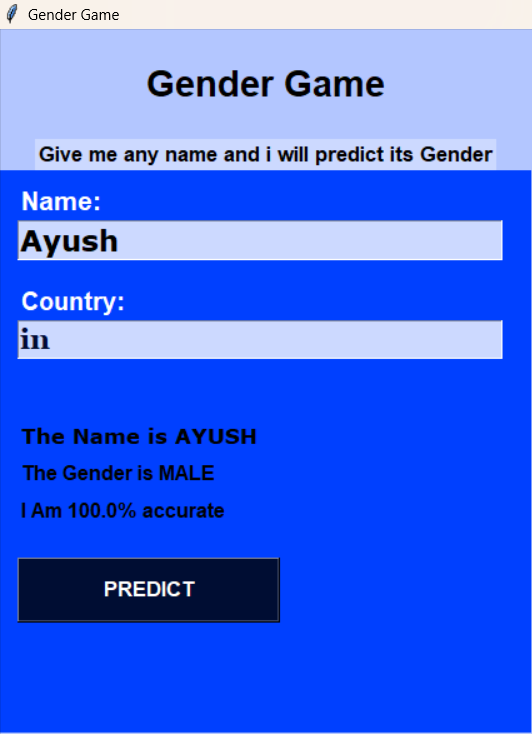 Gender Game
Gender Game
Give me any name and i will predict its Gender
Name:
Ayush
Country:
in
The Name is AYUSH
The Gender is MALE
I Am 100.0% accurate
PREDICT